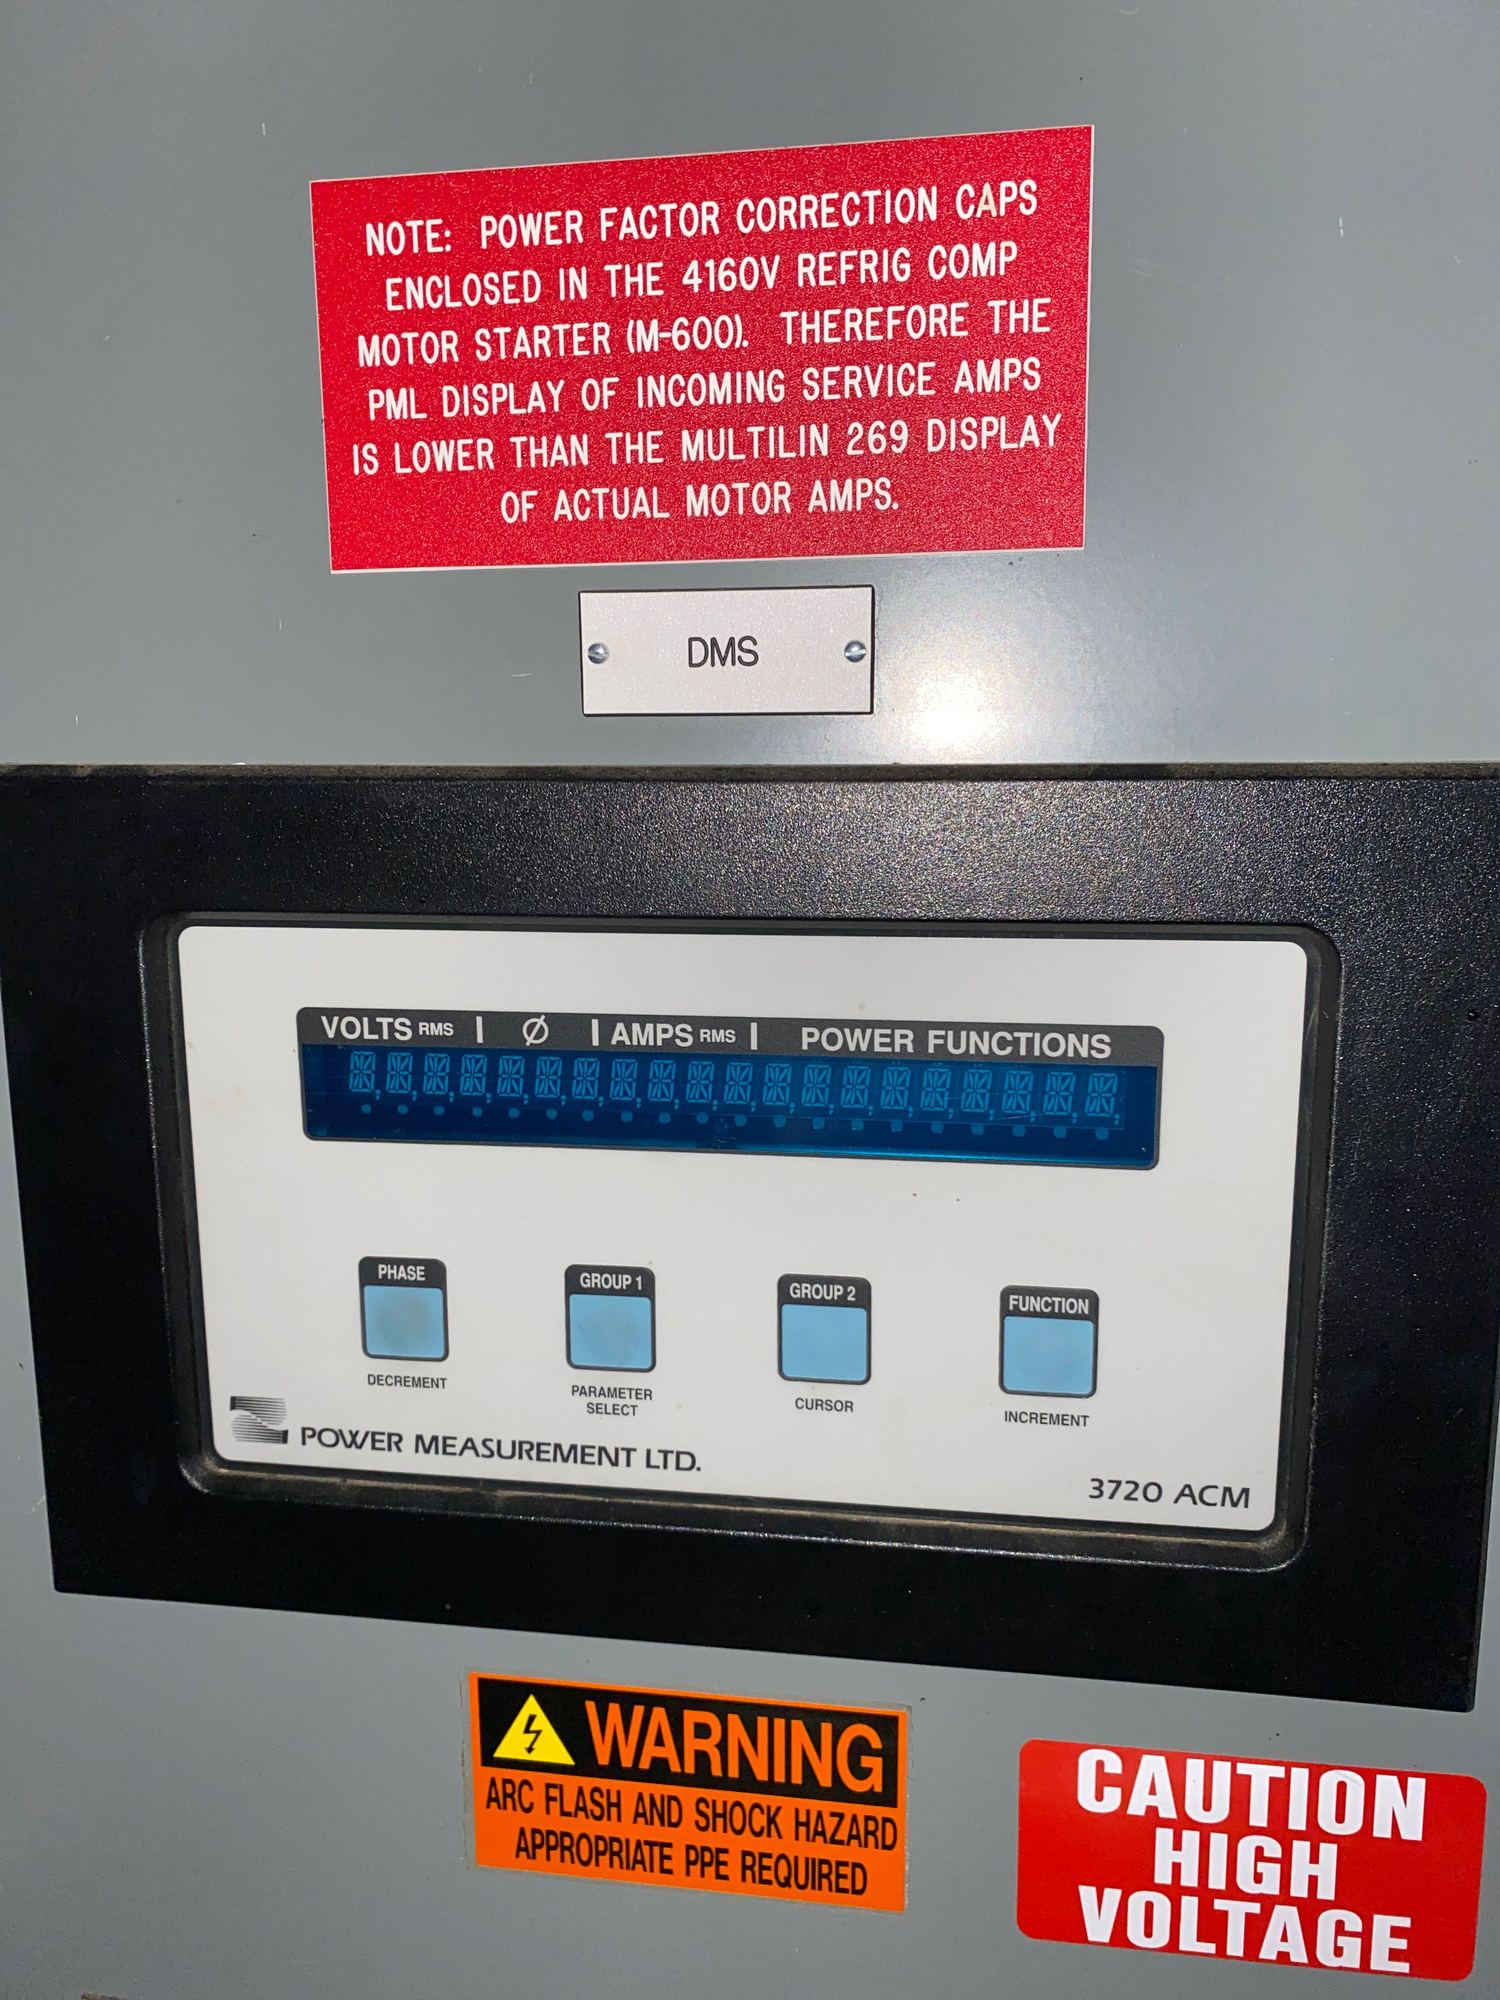 NOTE: POWER FACTOR CORRECTION CAPS
ENCLOSED IN THE 4160V REFRIG COMP
MOTOR STARTER (M-600). THEREFORE THE
PML DISPLAY OF INCOMING SERVICE AMPS
IS LOWER THAN THE MULTILIN 269 DISPLAY
OF ACTUAL MOTOR AMPS.
DMS
VOLTS RMS | Ø | AMPS RMS | POWER FUNCTIONS
PHASE GROUP 1 GROUP 2 FUNCTION
DECREMENT PARAMETER SELECT CURSOR INCREMENT
POWER MEASUREMENT LTD.
3720 ACM
WARNING
ARC FLASH AND SHOCK HAZARD
APPROPRIATE PPE REQUIRED
CAUTION
HIGH
VOLTAGE